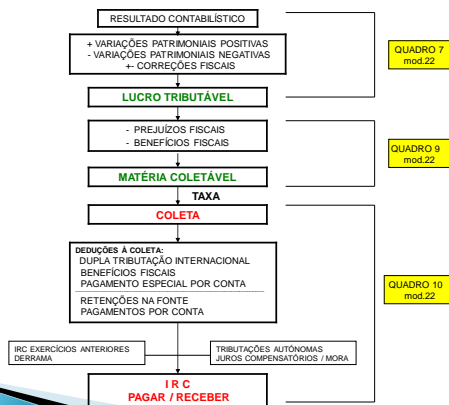 RESULTADO CONTABILÍSTICO
+ VARIAÇÕES PATRIMONIAIS POSITIVAS
- VARIAÇÕES PATRIMONIAIS NEGATIVAS
+- CORREÇÕES FISCAIS
QUADRO 7
mod.22
LUCRO TRIBUTÁVEL
- PREJUÍZOS FISCAIS
- BENEFÍCIOS FISCAIS
QUADRO 9
mod.22
MATÉRIA COLETÁVEL
TAXA
COLETA
DEDUÇÕES À COLETA:
DUPLA TRIBUTAÇÃO INTERNACIONAL
BENEFÍCIOS FISCAIS
PAGAMENTO ESPECIAL POR CONTA
RETENÇÕES NA FONTE
PAGAMENTOS POR CONTA
QUADRO 10
mod.22
IRC EXERCÍCIOS ANTERIORES
DERRAMA
TRIBUTAÇÕES AUTÓNOMAS
JUROS COMPENSATÓRIOS / MORA
I R C
PAGAR / RECEBER